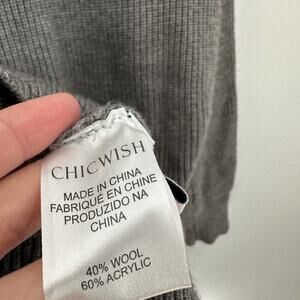 CHICWISH
MADE IN CHINA
FABRIQUÉ EN CHINE
PRODUZIDO NA
CHINA
40% WOOL
60% ACRYLIC